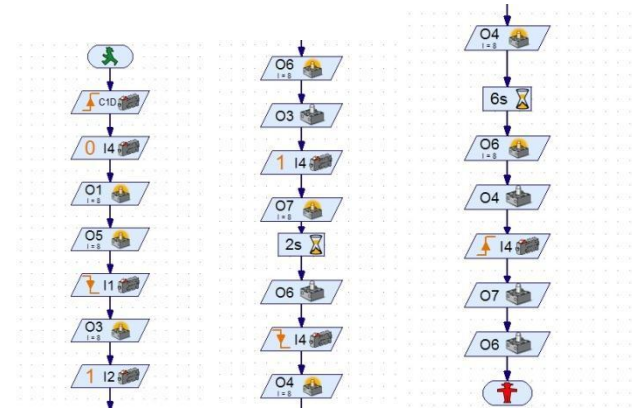 C1D
0 I4
O1
I = 8
O5
I = 8
I1
O3
I = 8
1 I2
O6
I = 8
O3
1 I4
O7
I = 8
2s
O6
I4
O4
I = 8
O4
I = 8
6s
O6
I = 8
O4
I4
O7
O6